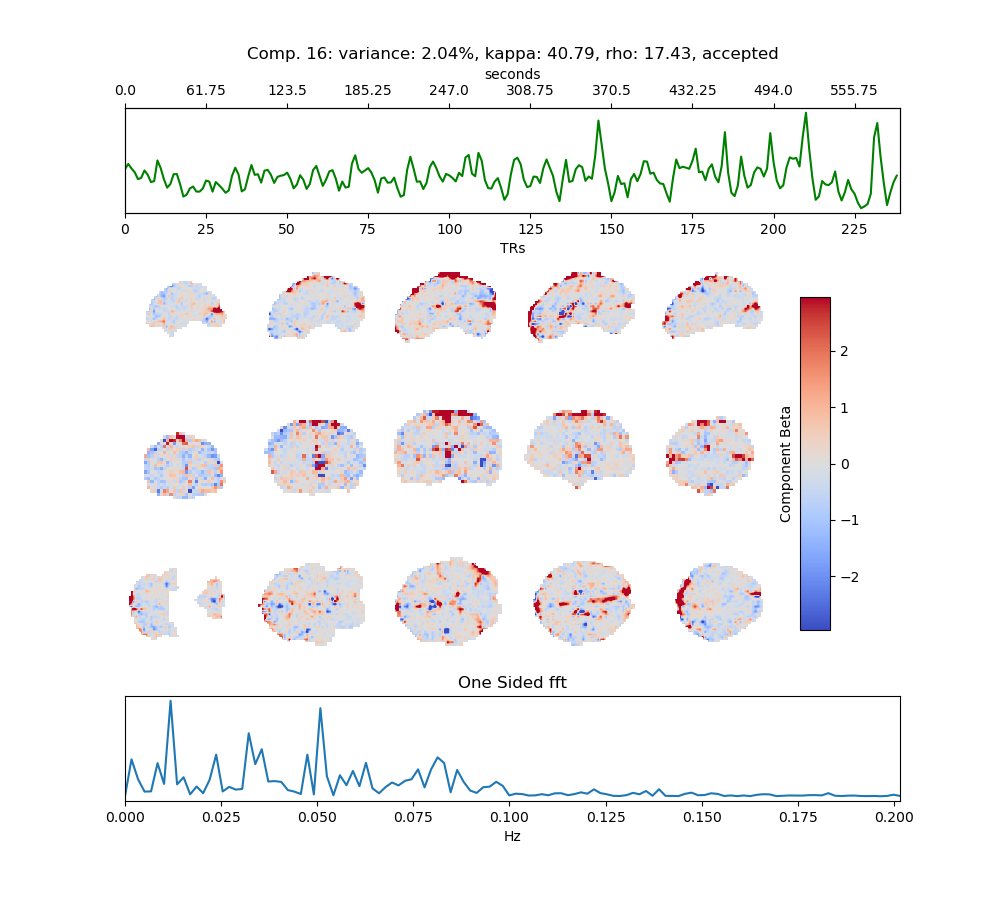 Comp. 16: variance: 2.04%, kappa: 40.79, rho: 17.43, accepted
seconds
0.0 61.75 123.5 185.25 247.0 308.75 370.5 432.25 494.0 555.75
0 25 50 75 100 125 150 175 200 225
TRs
2
1
0
−1
−2
Component Beta
One Sided fft
0.000 0.025 0.050 0.075 0.100 0.125 0.150 0.175 0.200
Hz